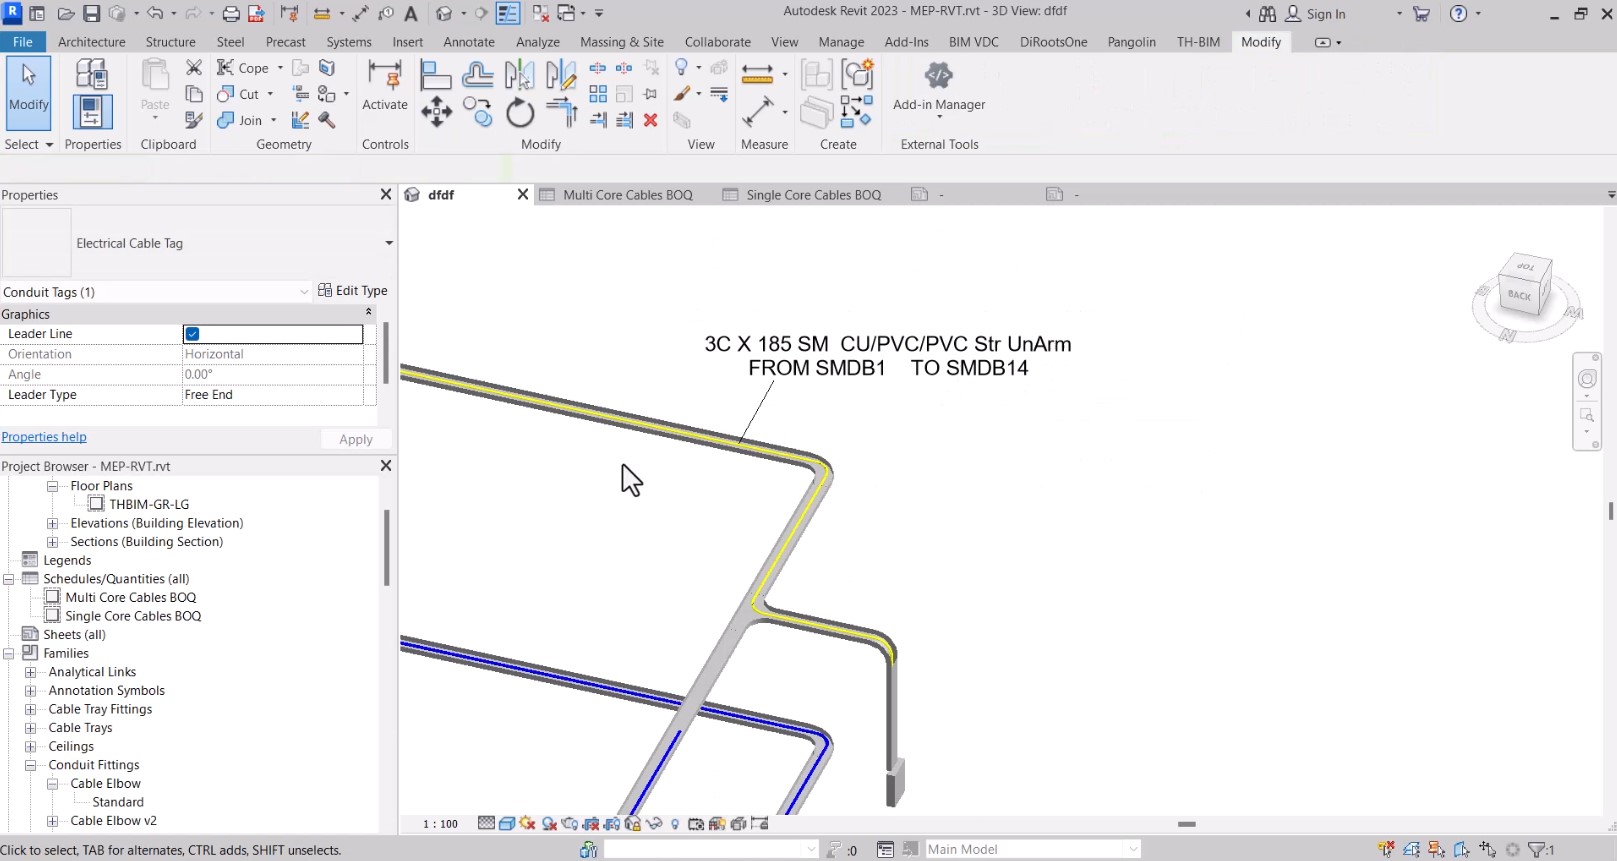 Autodesk Revit 2023 - MEP-RVT.rvt - 3D View: dfdf
Sign In
File Architecture Structure Steel Precast Systems Insert Annotate Analyze Massing & Site Collaborate View Manage Add-Ins BIM VDC DiRootsOne Pangolin TH-BIM Modify
Modify
Paste
Cope
Cut
Join
Activate
Add-in Manager
Select Properties Clipboard Geometry Controls Modify View Measure Create External Tools
Properties
dfdf
Multi Core Cables BOQ
Single Core Cables BOQ
-
-
Electrical Cable Tag
Conduit Tags (1)
Edit Type
Graphics
Leader Line
Orientation Horizontal
Angle 0.00°
Leader Type Free End
Properties help
Apply
Project Browser - MEP-RVT.rvt
Floor Plans
THBIM-GR-LG
Elevations (Building Elevation)
Sections (Building Section)
Legends
Schedules/Quantities (all)
Multi Core Cables BOQ
Single Core Cables BOQ
Sheets (all)
Families
Analytical Links
Annotation Symbols
Cable Tray Fittings
Cable Trays
Ceilings
Conduit Fittings
Cable Elbow
Standard
Cable Elbow v2
3C X 185 SM CU/PVC/PVC Str UnArm
FROM SMDB1 TO SMDB14
TOP
BACK
N
1 : 100
Click to select, TAB for alternates, CTRL adds, SHIFT unselects.
:0
Main Model
:1